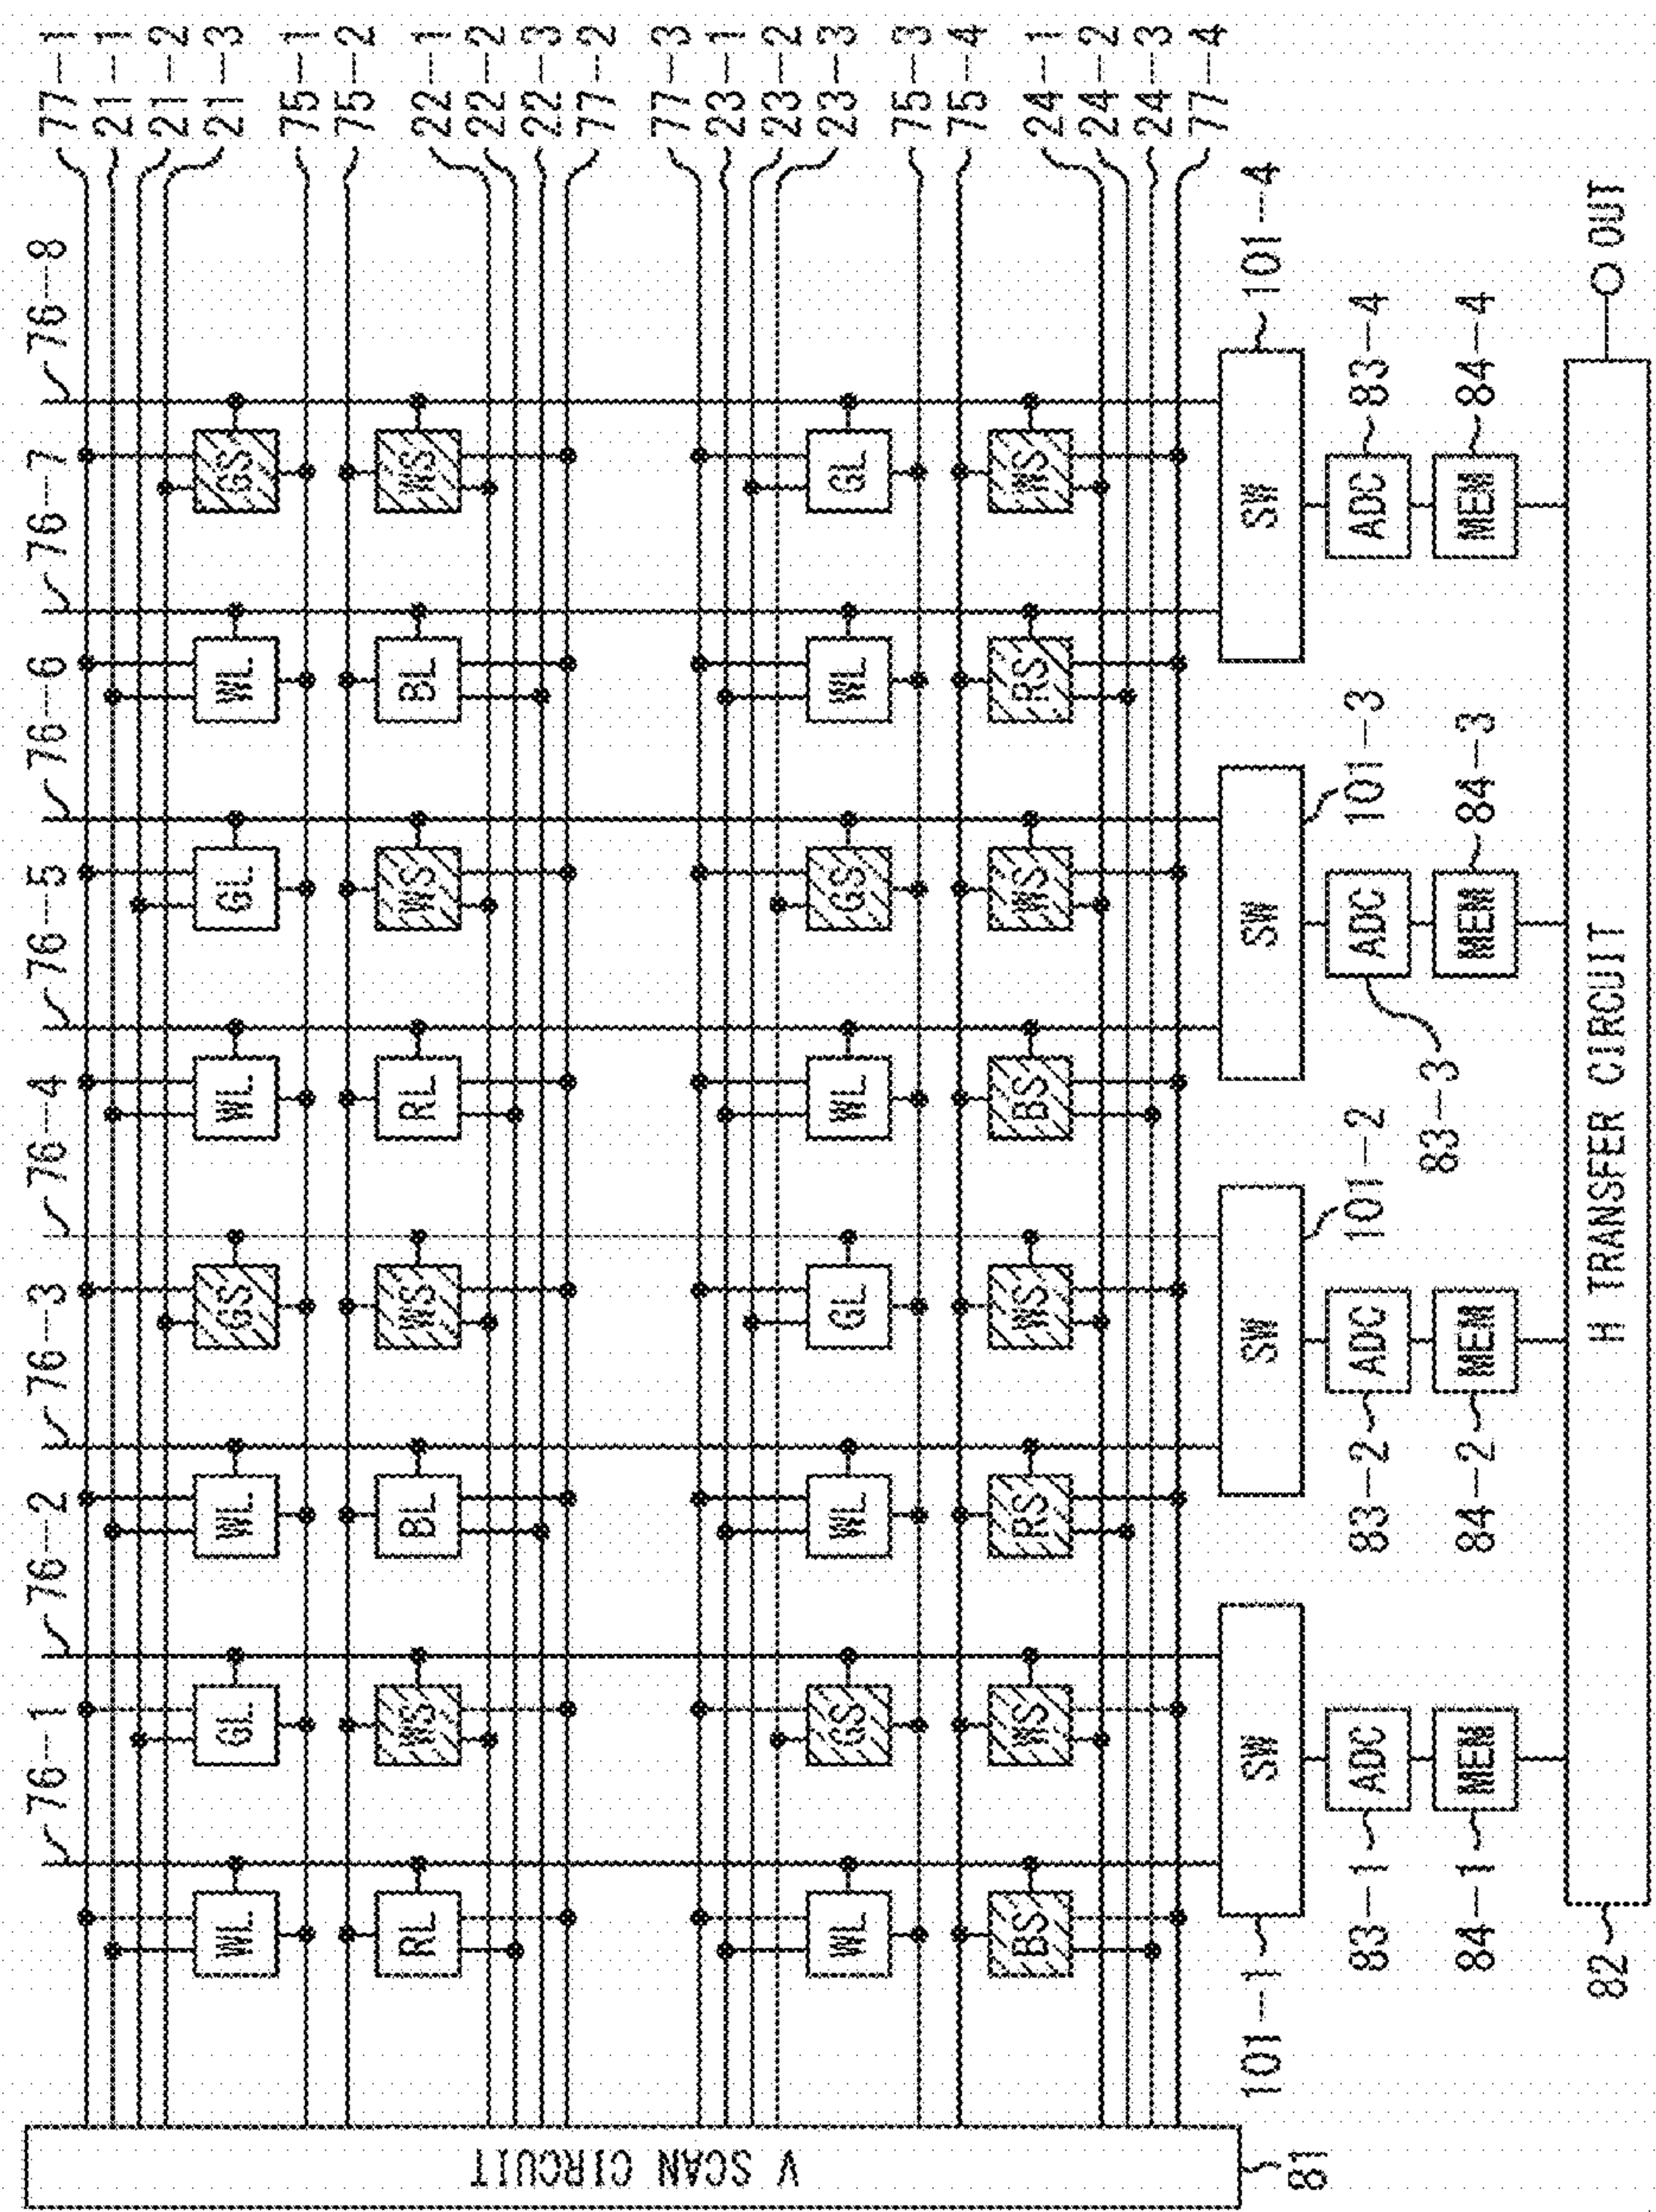 76-1 76-2 76-3 76-4 76-5 76-6 76-7 76-8
77-1
21-1
21-2
21-3
WL GL WL GS WL GL WL GS
75-1
75-2
RL WS BL WS RL WS BL WS
22-1
22-2
22-3
77-2
V SCAN CIRCUIT
77-3
23-1
23-2
23-3
WL GS WL GL WL GS WL GL
75-3
75-4
BS WS RS WS BS WS RS WS
24-1
24-2
24-3
77-4
81
101-1 SW SW SW SW 101-4
101-2 101-3
83-1 ADC 83-2 ADC ADC ADC 83-4
83-3
84-1 MEM 84-2 MEM MEM 84-3 MEM 84-4
82 H TRANSFER CIRCUIT OUT